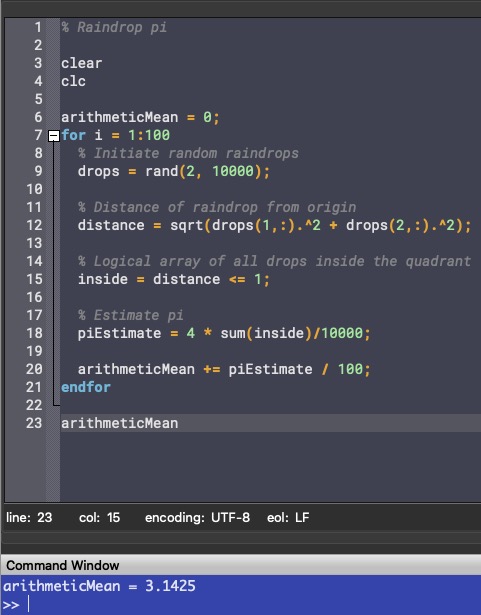 1 % Raindrop pi
2
3 clear
4 clc
5
6 arithmeticMean = 0;
7 for i = 1:100
8 % Initiate random raindrops
9 drops = rand(2, 10000);
10
11 % Distance of raindrop from origin
12 distance = sqrt(drops(1,:).^2 + drops(2,:).^2);
13
14 % Logical array of all drops inside the quadrant
15 inside = distance <= 1;
16
17 % Estimate pi
18 piEstimate = 4 * sum(inside)/10000;
19
20 arithmeticMean += piEstimate / 100;
21 endfor
22
23 arithmeticMean
line: 23 col: 15 encoding: UTF-8 eol: LF
Command Window
arithmeticMean = 3.1425
>>